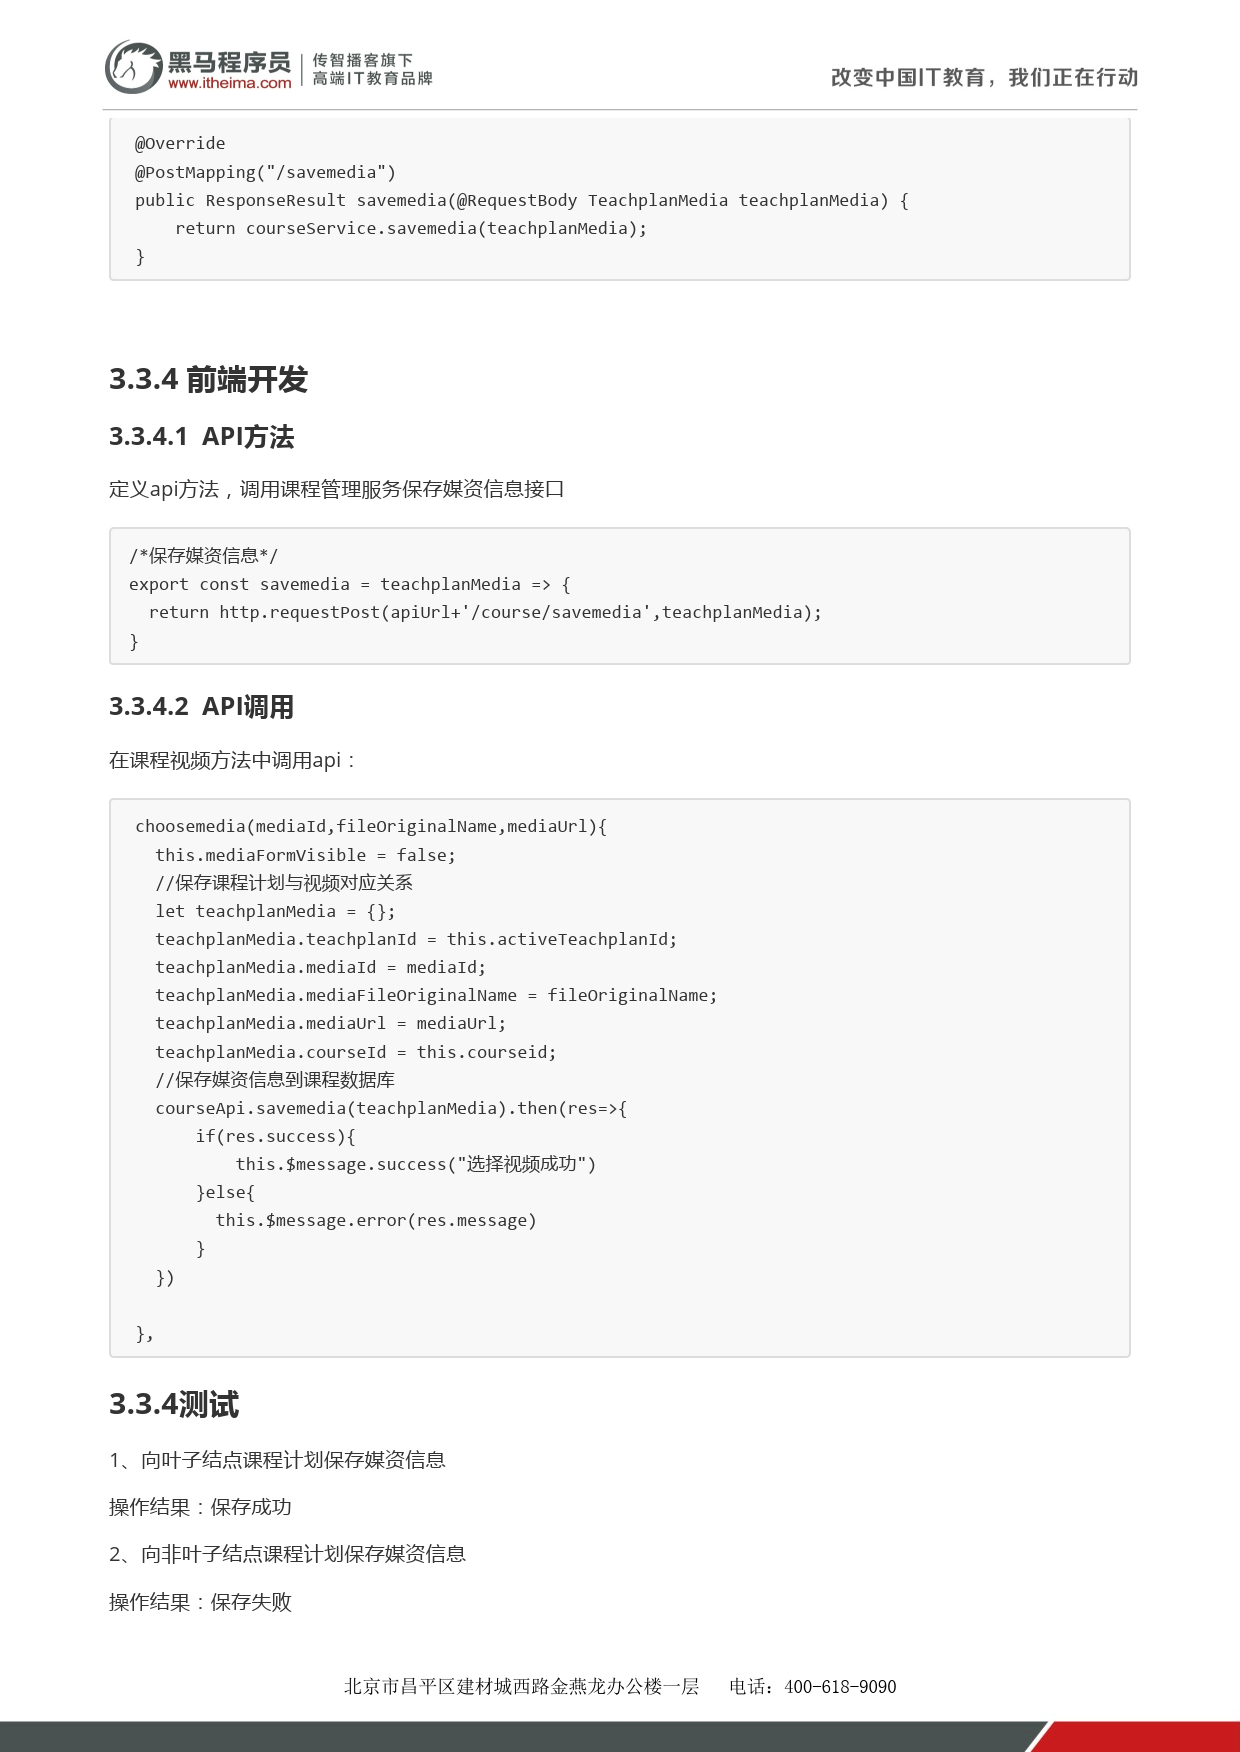 黑马程序员
www.itheima.com
传智播客旗下
高端IT教育品牌
改变中国IT教育，我们正在行动
@Override
@PostMapping("/savemedia")
public ResponseResult savemedia(@RequestBody TeachplanMedia teachplanMedia) {
    return courseService.savemedia(teachplanMedia);
}
3.3.4 前端开发
3.3.4.1  API方法
定义api方法，调用课程管理服务保存媒资信息接口
/*保存媒资信息*/
export const savemedia = teachplanMedia => {
  return http.requestPost(apiUrl+'/course/savemedia',teachplanMedia);
}
3.3.4.2  API调用
在课程视频方法中调用api：
choosemedia(mediaId,fileOriginalName,mediaUrl){
  this.mediaFormVisible = false;
  //保存课程计划与视频对应关系
  let teachplanMedia = {};
  teachplanMedia.teachplanId = this.activeTeachplanId;
  teachplanMedia.mediaId = mediaId;
  teachplanMedia.mediaFileOriginalName = fileOriginalName;
  teachplanMedia.mediaUrl = mediaUrl;
  teachplanMedia.courseId = this.courseid;
  //保存媒资信息到课程数据库
  courseApi.savemedia(teachplanMedia).then(res=>{
      if(res.success){
          this.$message.success("选择视频成功")
      }else{
        this.$message.error(res.message)
      }
  })
},
3.3.4测试
1、向叶子结点课程计划保存媒资信息
操作结果：保存成功
2、向非叶子结点课程计划保存媒资信息
操作结果：保存失败
北京市昌平区建材城西路金燕龙办公楼一层   电话：400-618-9090